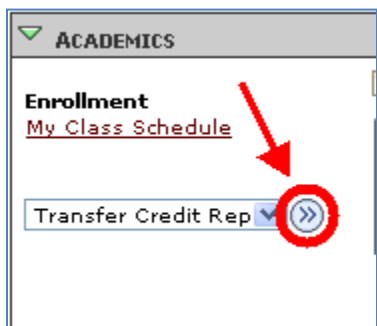 ACADEMICS
Enrollment
My Class Schedule
Transfer Credit Rep